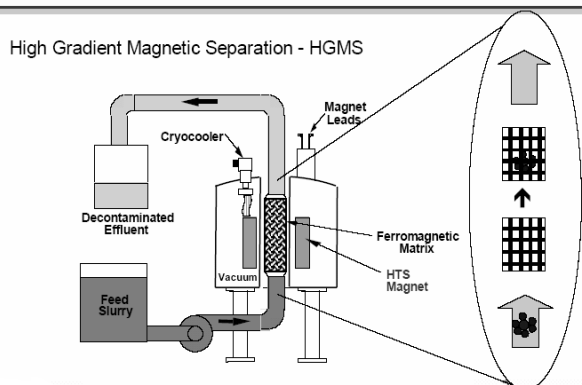 High Gradient Magnetic Separation - HGMS
Magnet
Leads
Cryocooler
Decontaminated
Effluent
Ferromagnetic
Matrix
HTS
Magnet
Vacuum
Feed
Slurry